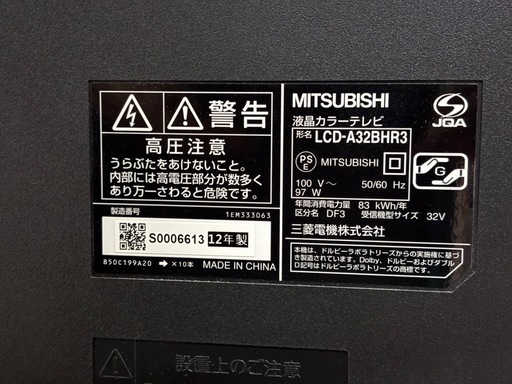 警告
高圧注意
うらぶたをあけないこと。
内部には高電圧部分が数多く
あり万一さわると危険です。
製造番号
1EM333063
S0006613 12年製
850C199A20 → ×10本 MADE IN CHINA
MITSUBISHI
液晶カラーテレビ
形名 LCD-A32BHR3
PS
E
MITSUBISHI
100 V～ 50/60 Hz
97 W
年間消費電力量 83 kWh/年
区分名 DF3 受信機型サイズ 32V
三菱電機株式会社
本機は、ドルビーラボラトリーズからの実施権に基づき
製造されています。Dolby、ドルビーおよびダブル
D記号はドルビーラボラトリーズの商標です。
S
JQA
G
設置上のご注意